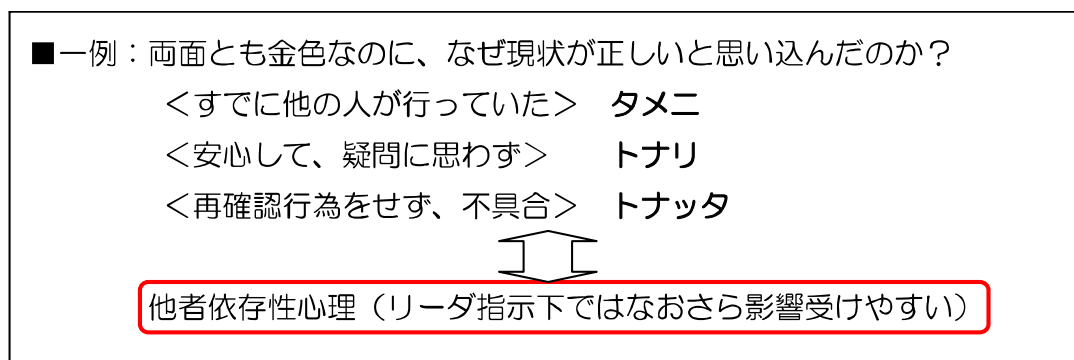 ■一例：両面とも金色なのに、なぜ現状が正しいと思い込んだのか？
＜すでに他の人が行っていた＞　タメニ
＜安心して、疑問に思わず＞　トナリ
＜再確認行為をせず、不具合＞　トナッタ
他者依存性心理（リーダ指示下ではなおさら影響受けやすい）